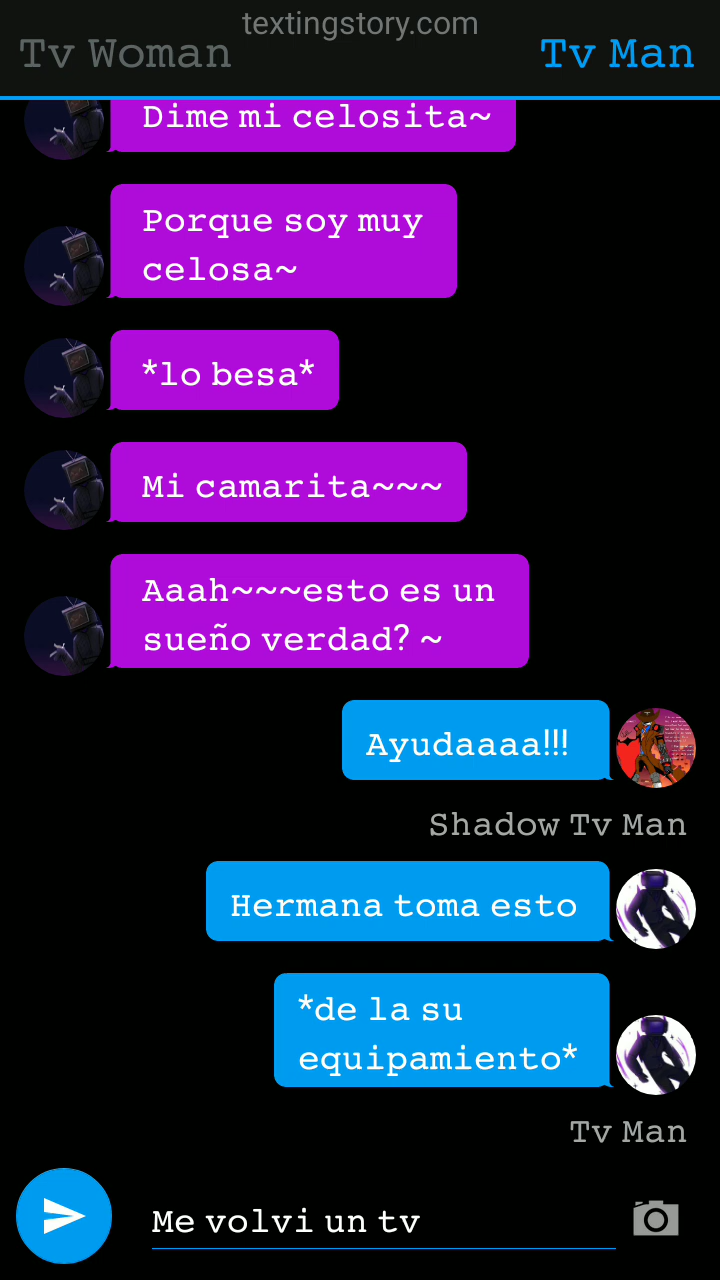 textingstory.com
Tv Woman
Tv Man
Dime mi celosita~
Porque soy muy
celosa~
*lo besa*
Mi camarita~~~
Aaah~~~esto es un
sueño verdad? ~
Ayudaaaa!!!
Shadow Tv Man
Hermana toma esto
*de la su
equipamiento*
Tv Man
Me volvi un tv